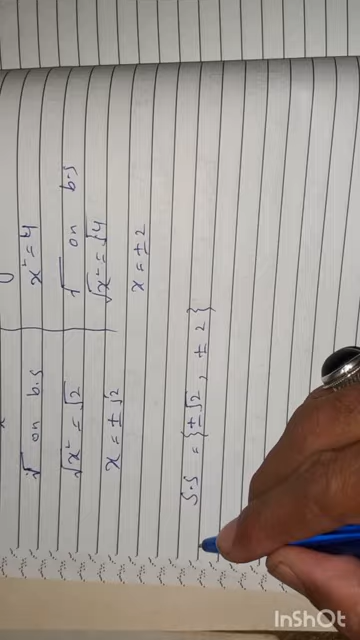 x² = 4
√ on b.s
√ on b.s
√x² = √2
√x² = √4
x = ± √2
x = ± 2
S.S = {±√2, ± 2}
InShOt